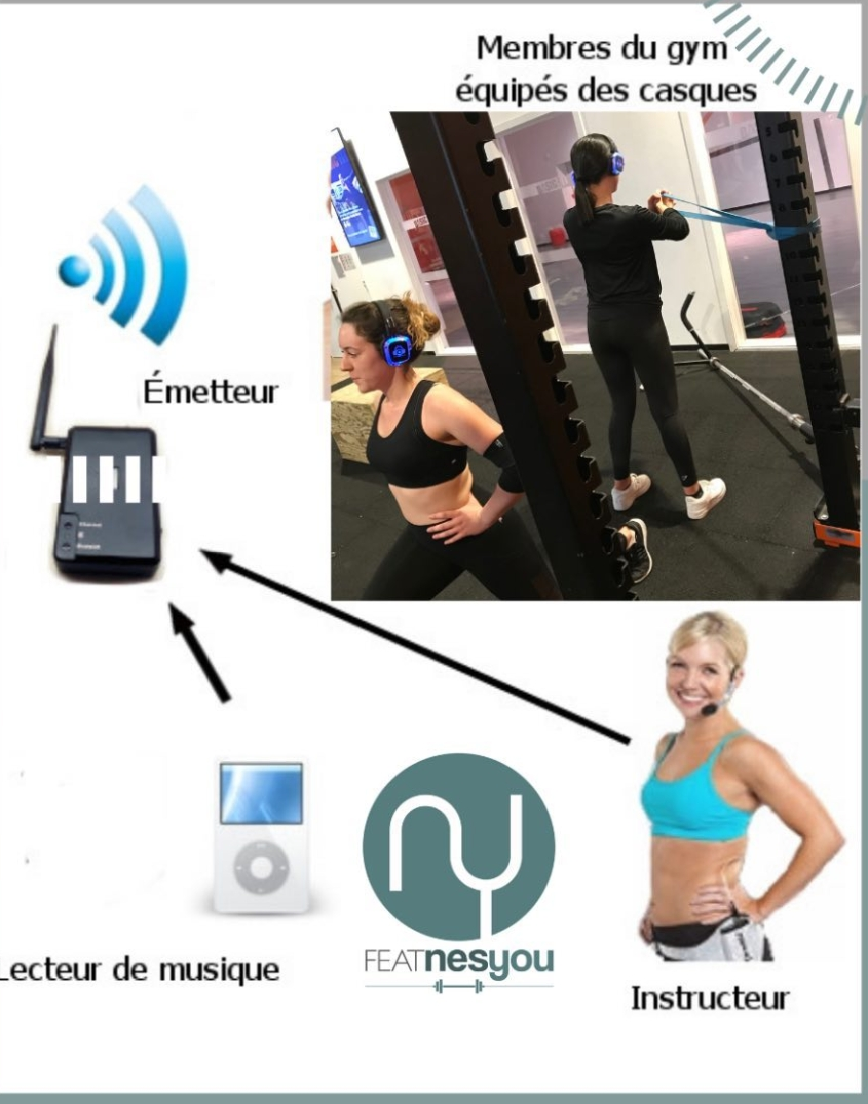 Membres du gym
équipés des casques
Émetteur
Lecteur de musique
FEATnesyou
Instructeur